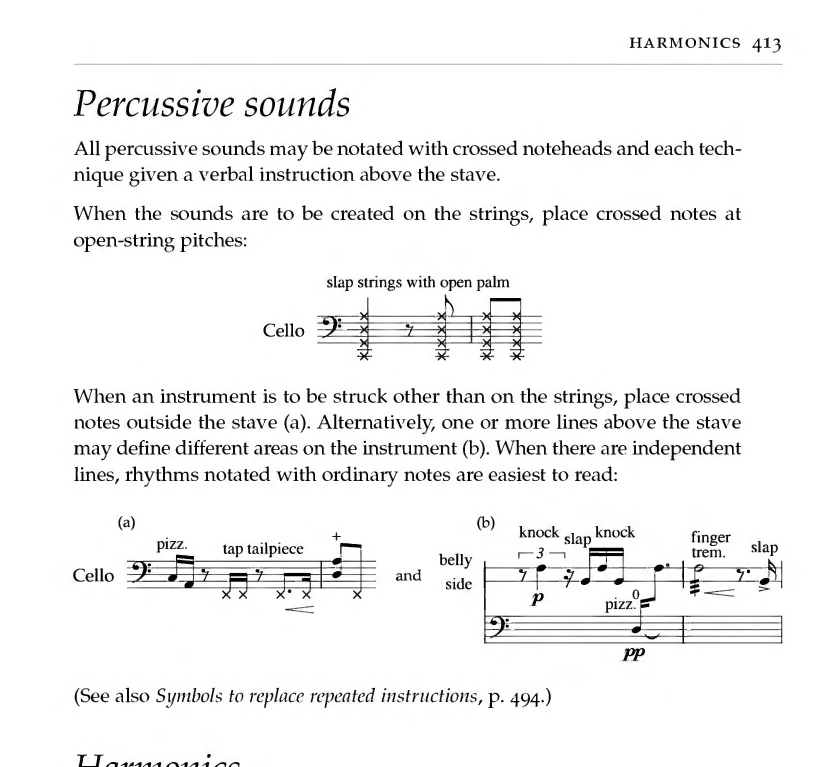 HARMONICS 413
Percussive sounds
All percussive sounds may be notated with crossed noteheads and each tech-
nique given a verbal instruction above the stave.
When the sounds are to be created on the strings, place crossed notes at
open-string pitches:
slap strings with open palm
Cello
When an instrument is to be struck other than on the strings, place crossed
notes outside the stave (a). Alternatively, one or more lines above the stave
may define different areas on the instrument (b). When there are independent
lines, rhythms notated with ordinary notes are easiest to read:
(a)
pizz. tap tailpiece
+
Cello
and
(b)
knock slap knock finger trem. slap
3
belly
side
p
0
pizz.
pp
(See also Symbols to replace repeated instructions, p. 494.)
Harmonics